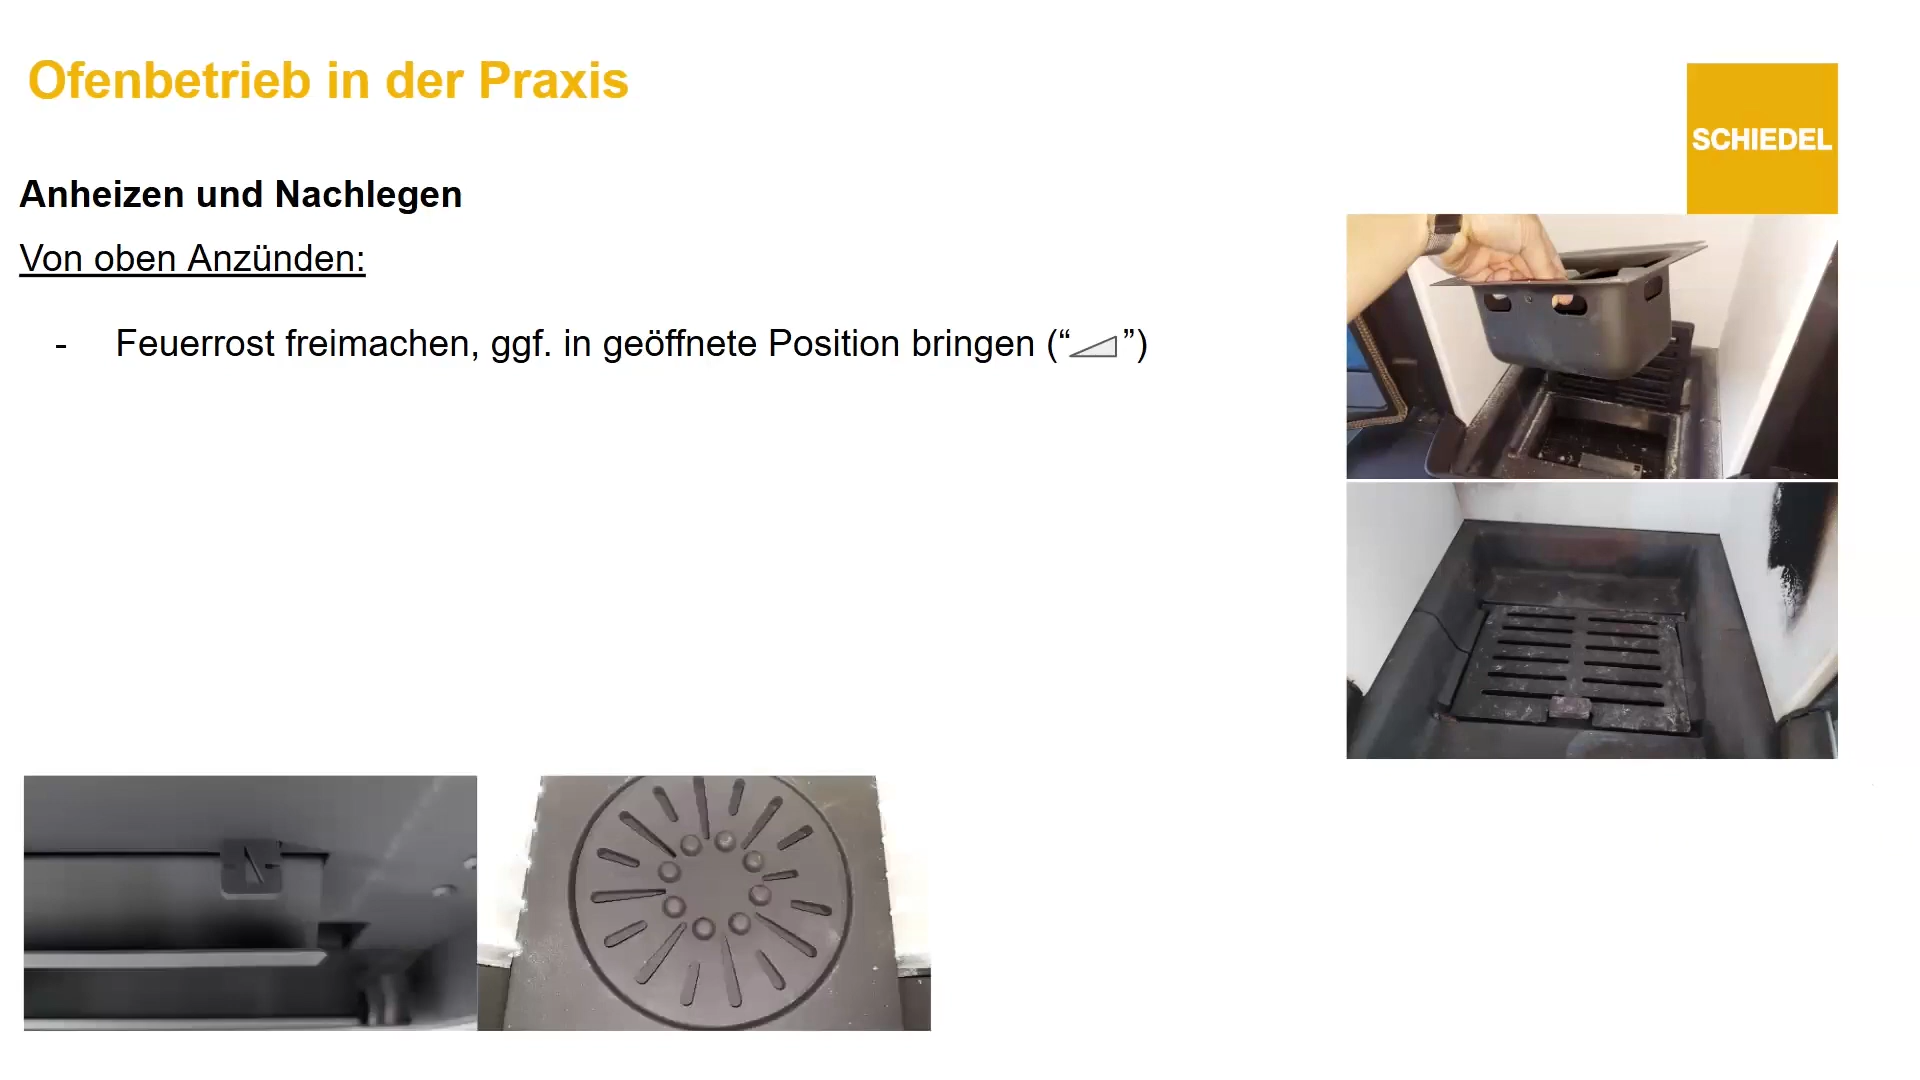 Ofenbetrieb in der Praxis
SCHIEDEL
Anheizen und Nachlegen
Von oben Anzünden:
- Feuerrost freimachen, ggf. in geöffnete Position bringen (“◿”)